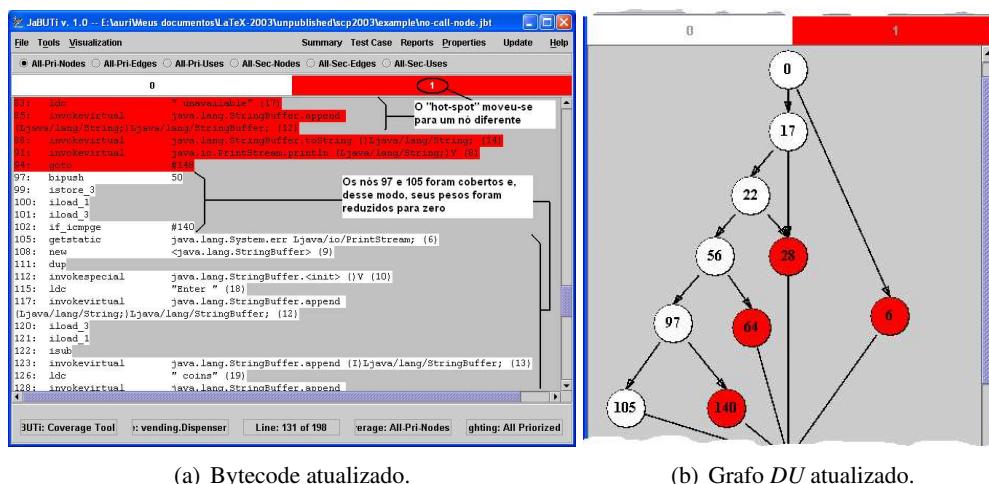 JaBUTi v. 1.0 -- E:\auri\Meus documentos\LaTeX-2003\unpublished\scp2003\example\no-call-node.jbt
File Tools Visualization Summary Test Case Reports Properties Update Help
All-Pri-Nodes All-Pri-Edges All-Pri-Uses All-Sec-Nodes All-Sec-Edges All-Sec-Uses
0 1
83: ldc " unavailable" (17)
85: invokevirtual java.lang.StringBuffer.append
(Ljava/lang/String;)Ljava/lang/StringBuffer; (12)
88: invokevirtual java.lang.StringBuffer.toString ()Ljava/lang/String; (14)
91: invokevirtual java.io.PrintStream.println (Ljava/lang/String;)V (8)
94: goto #148
O "hot-spot" moveu-se
para um nó diferente
97: bipush 50
99: istore_3
100: iload_1
101: iload_3
102: if_icmpge #140
Os nós 97 e 105 foram cobertos e,
desse modo, seus pesos foram
reduzidos para zero
105: getstatic java.lang.System.err Ljava/io/PrintStream; (6)
108: new <java.lang.StringBuffer> (9)
111: dup
112: invokespecial java.lang.StringBuffer.<init> ()V (10)
115: ldc "Enter " (18)
117: invokevirtual java.lang.StringBuffer.append
(Ljava/lang/String;)Ljava/lang/StringBuffer; (12)
120: iload_3
121: iload_1
122: isub
123: invokevirtual java.lang.StringBuffer.append (I)Ljava/lang/StringBuffer; (13)
126: ldc " coins" (19)
128: invokevirtual java.lang.StringBuffer.append
BUTi: Coverage Tool : vending.Dispenser Line: 131 of 198 erage: All-Pri-Nodes ghting: All Priorized
(a) Bytecode atualizado.
0 1
0
17
22
56
28
97
64
6
105
140
(b) Grafo DU atualizado.